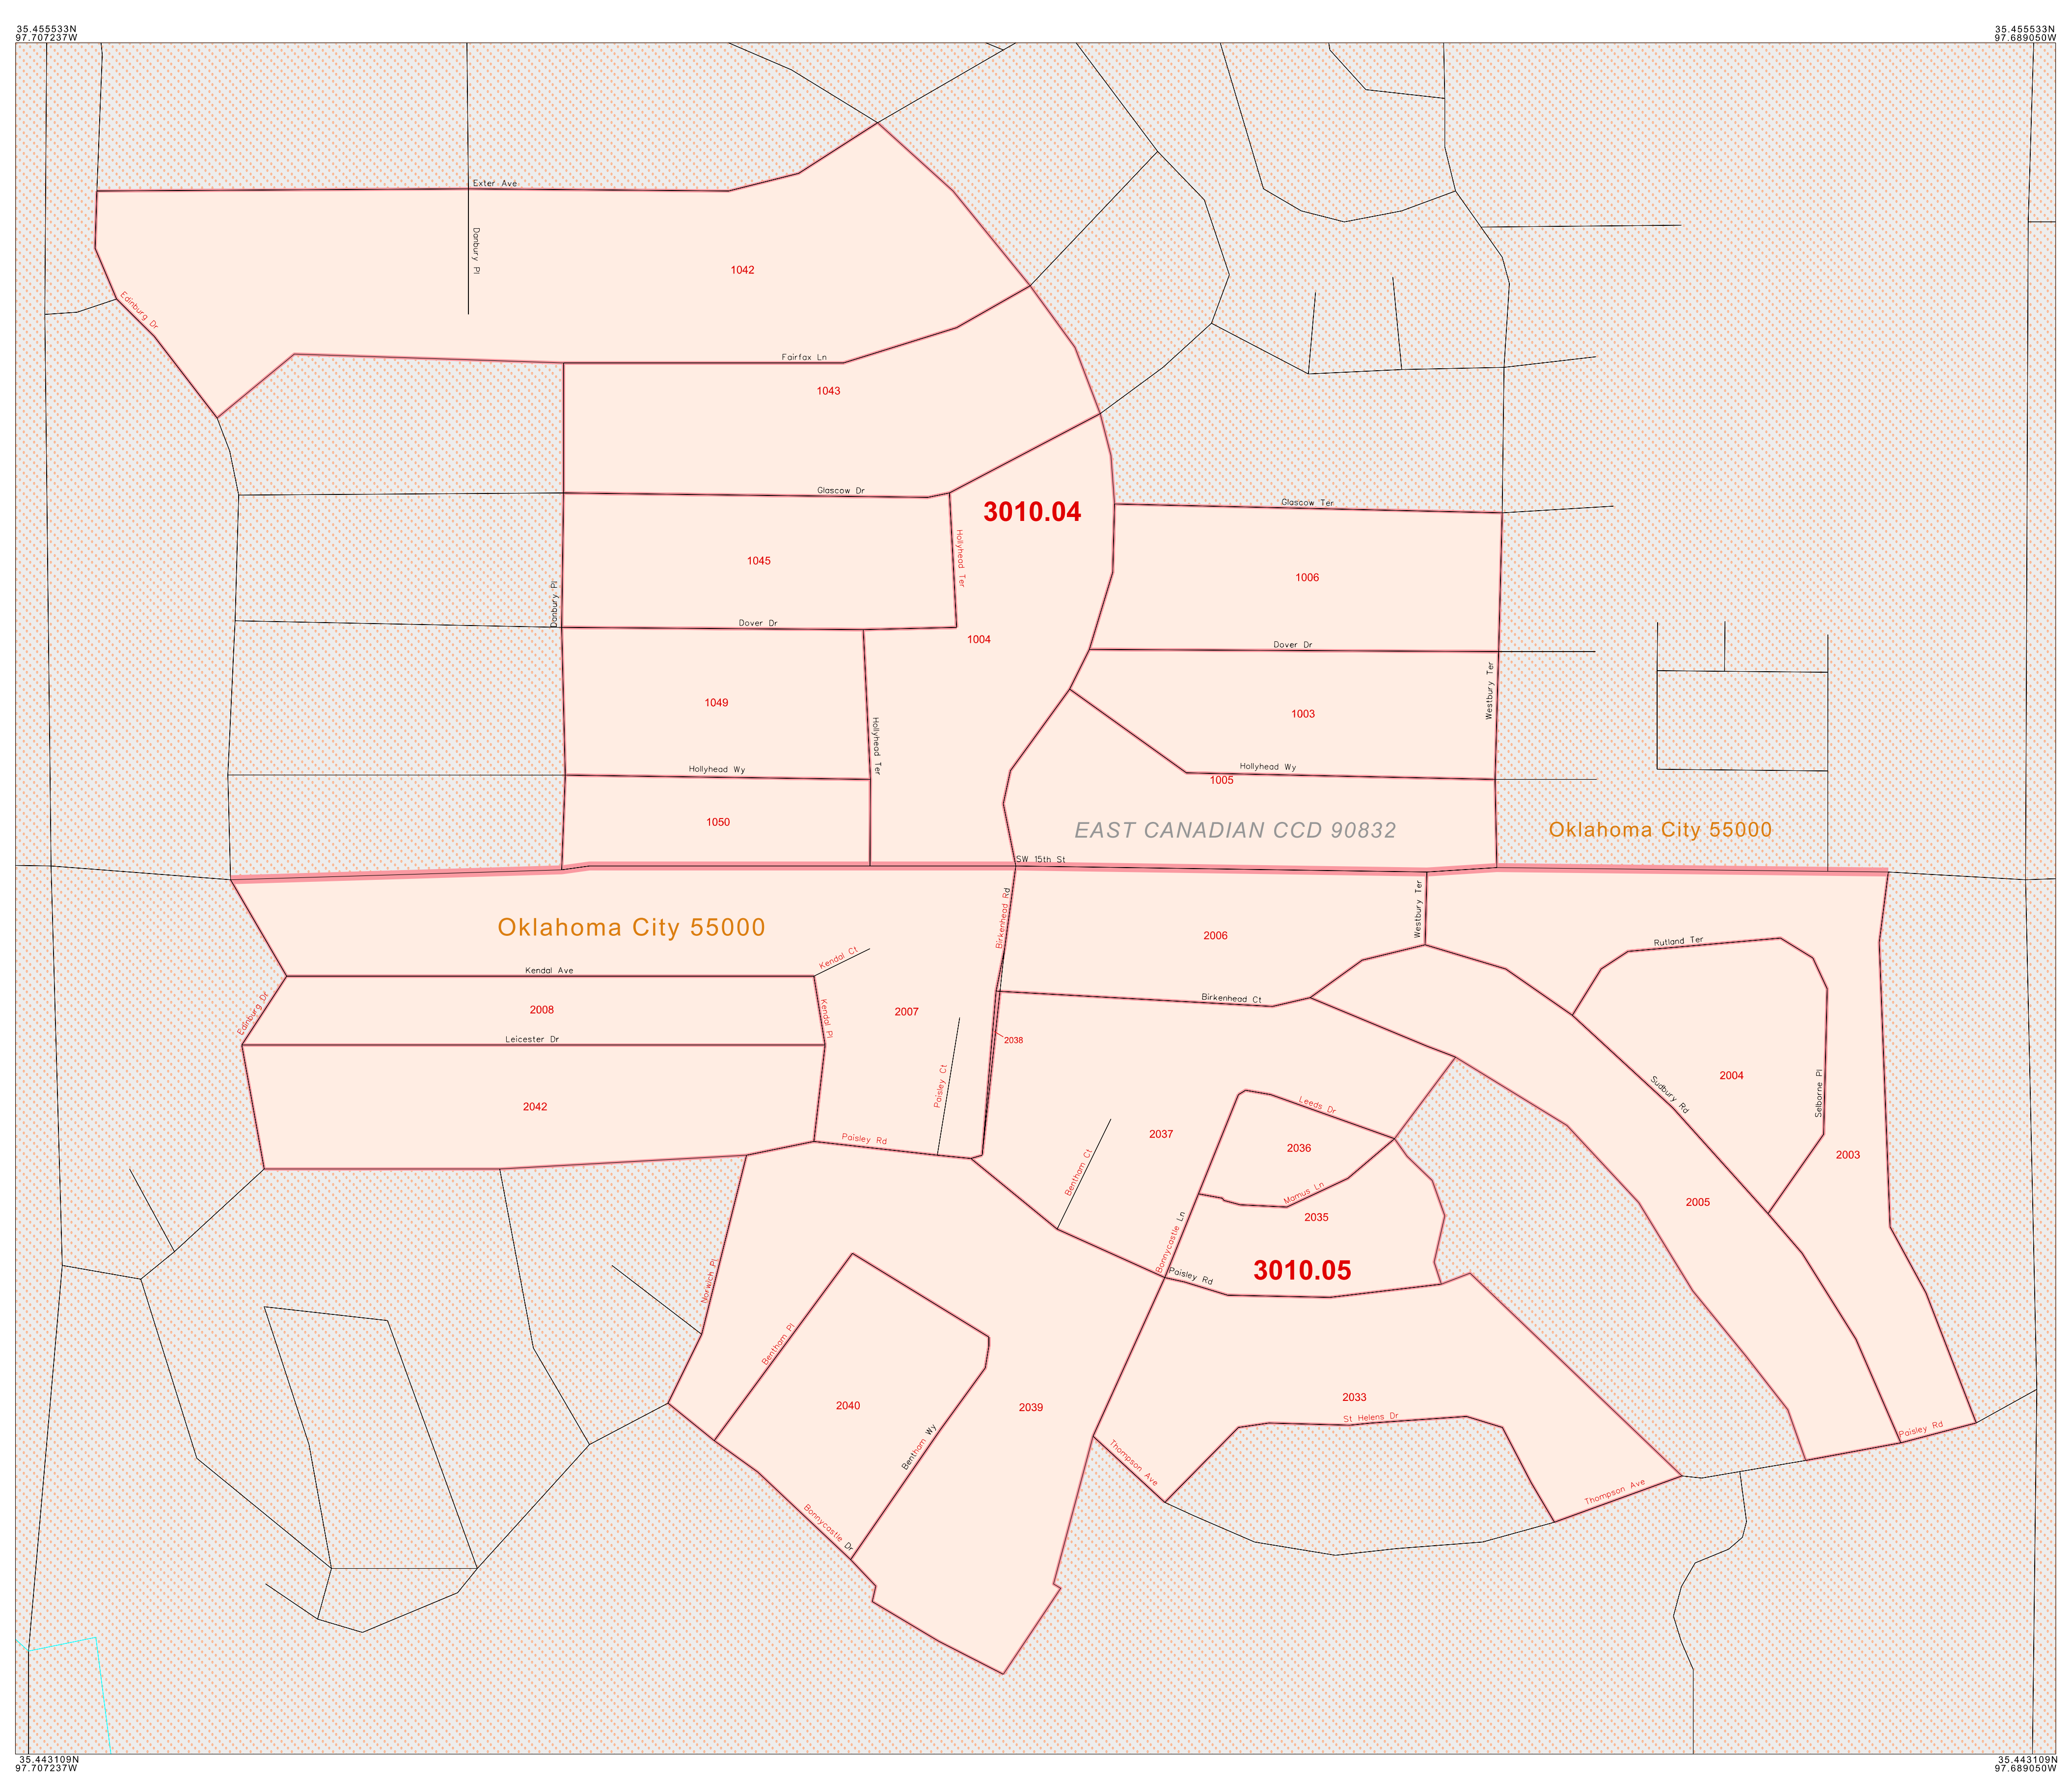 35.455533N
97.707237W
35.455533N
97.689050W
Exter Ave
Danbury Pl
1042
Edinburg Dr
Fairfax Ln
1043
Glascow Dr
3010.04
Glascow Ter
Hollyhead Ter
1045
1006
Danbury Pl
Dover Dr
1004
Dover Dr
Westbury Ter
1049
1003
Hollyhead Ter
Hollyhead Wy
Hollyhead Wy
1005
1050
EAST CANADIAN CCD 90832
Oklahoma City 55000
SW 15th St
Oklahoma City 55000
Birkenhead Rd
Westbury Ter
2006
Rutland Ter
Kendal Ct
Kendal Ave
Edinburg Dr
2008
Kendal Pl
2007
Birkenhead Ct
Leicester Dr
2038
2004
Sudbury Rd
Selborne Pl
Paisley Ct
2042
Leeds Dr
Paisley Rd
2037
2036
2003
Bentham Ct
Mamus Ln
2005
2035
Bonnycastle Ln
Norwich Pl
Paisley Rd
3010.05
Bentham Pl
2033
2040
2039
St Helens Dr
Bentham Wy
Paisley Rd
Thompson Ave
Thompson Ave
Bonnycastle Dr
35.443109N
97.707237W
35.443109N
97.689050W